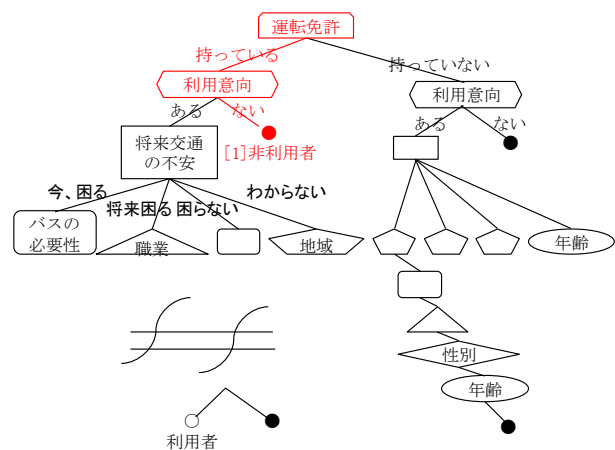 運転免許
持っている
持っていない
利用意向
利用意向
ある
ない
ある
ない
将来交通
の不安
[1]非利用者
今、困る
将来困る
困らない
わからない
バスの
必要性
職業
地域
年齢
性別
年齢
利用者